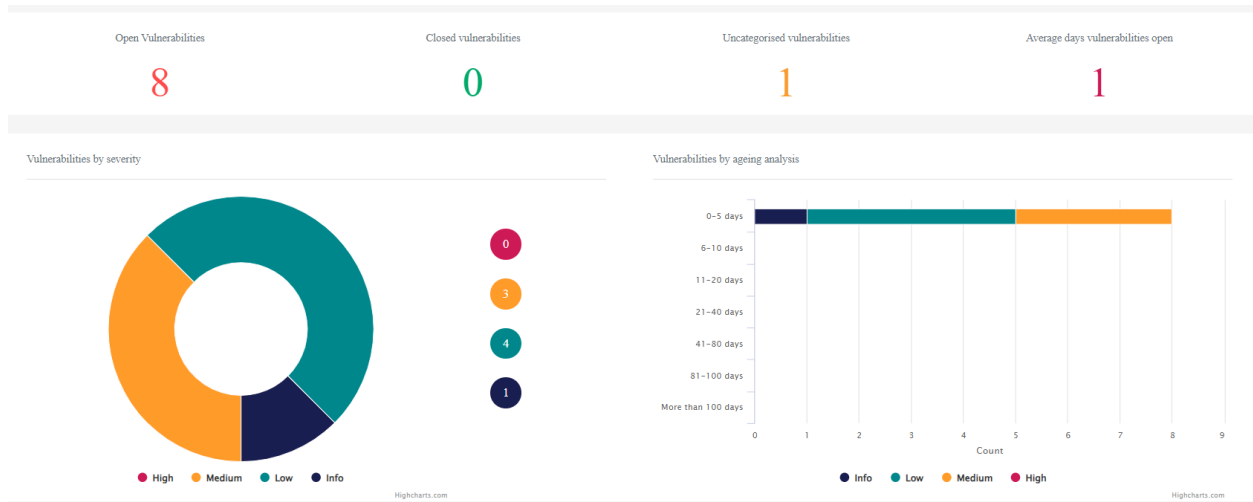 Open Vulnerabilities
Closed vulnerabilities
Uncategorised vulnerabilities
Average days vulnerabilities open
8
0
1
1
Vulnerabilities by severity
0
3
4
1
High
Medium
Low
Info
Highcharts.com
Vulnerabilities by ageing analysis
0–5 days
6–10 days
11–20 days
21–40 days
41–80 days
81–100 days
More than 100 days
0 1 2 3 4 5 6 7 8 9
Count
Info
Low
Medium
High
Highcharts.com